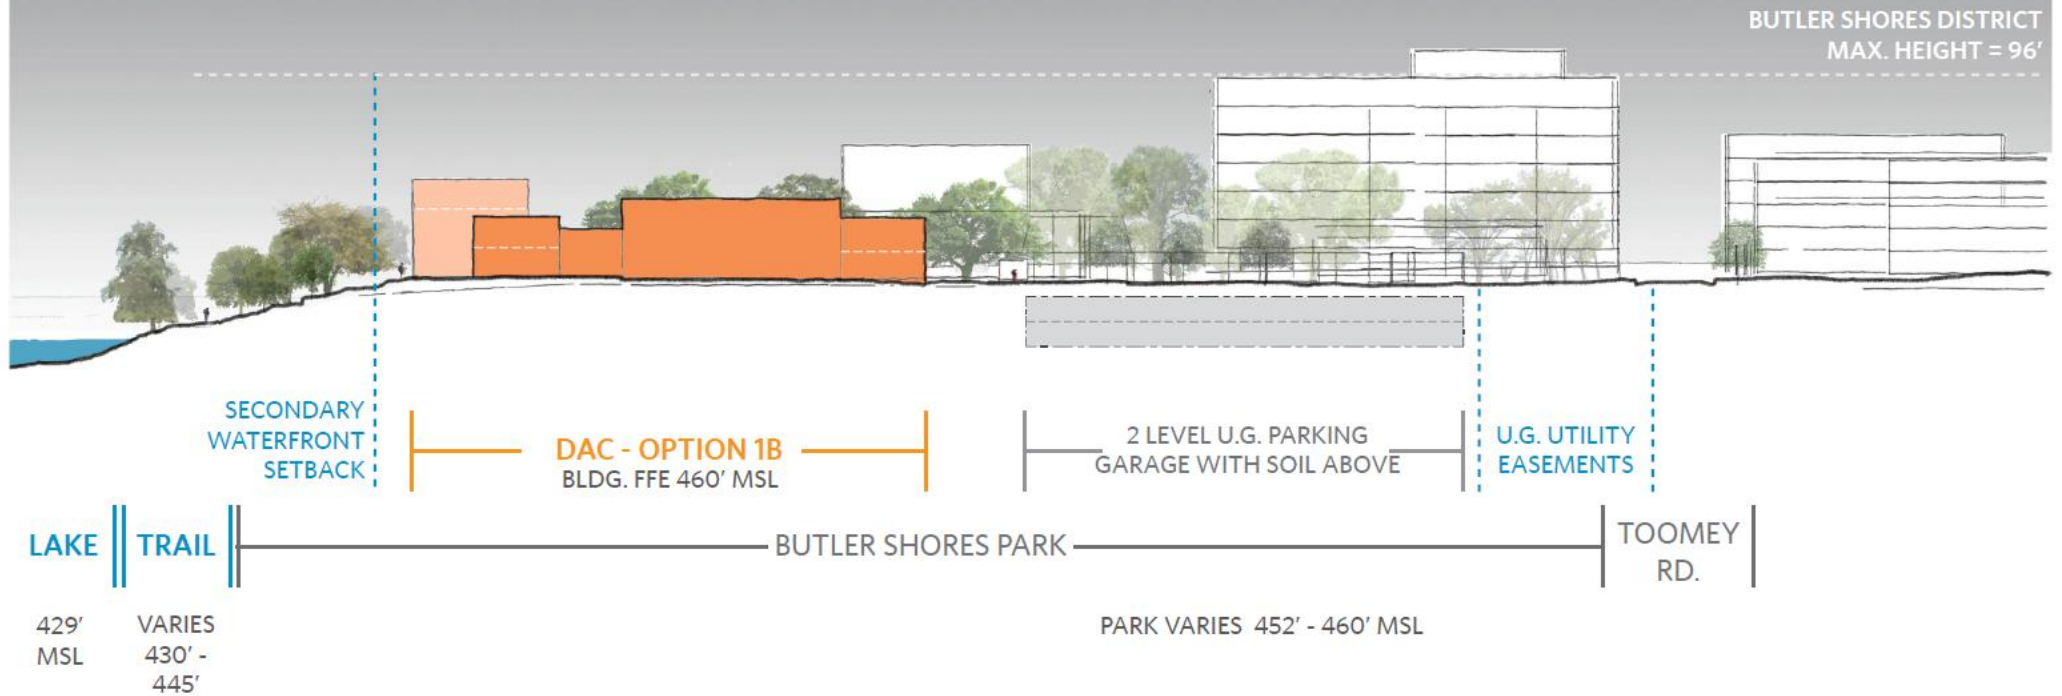 BUTLER SHORES DISTRICT
MAX. HEIGHT = 96′
SECONDARY
WATERFRONT
SETBACK
DAC - OPTION 1B
BLDG. FFE 460′ MSL
2 LEVEL U.G. PARKING
GARAGE WITH SOIL ABOVE
U.G. UTILITY
EASEMENTS
LAKE
TRAIL
BUTLER SHORES PARK
TOOMEY
RD.
429′
MSL
VARIES
430′ -
445′
PARK VARIES 452′ - 460′ MSL